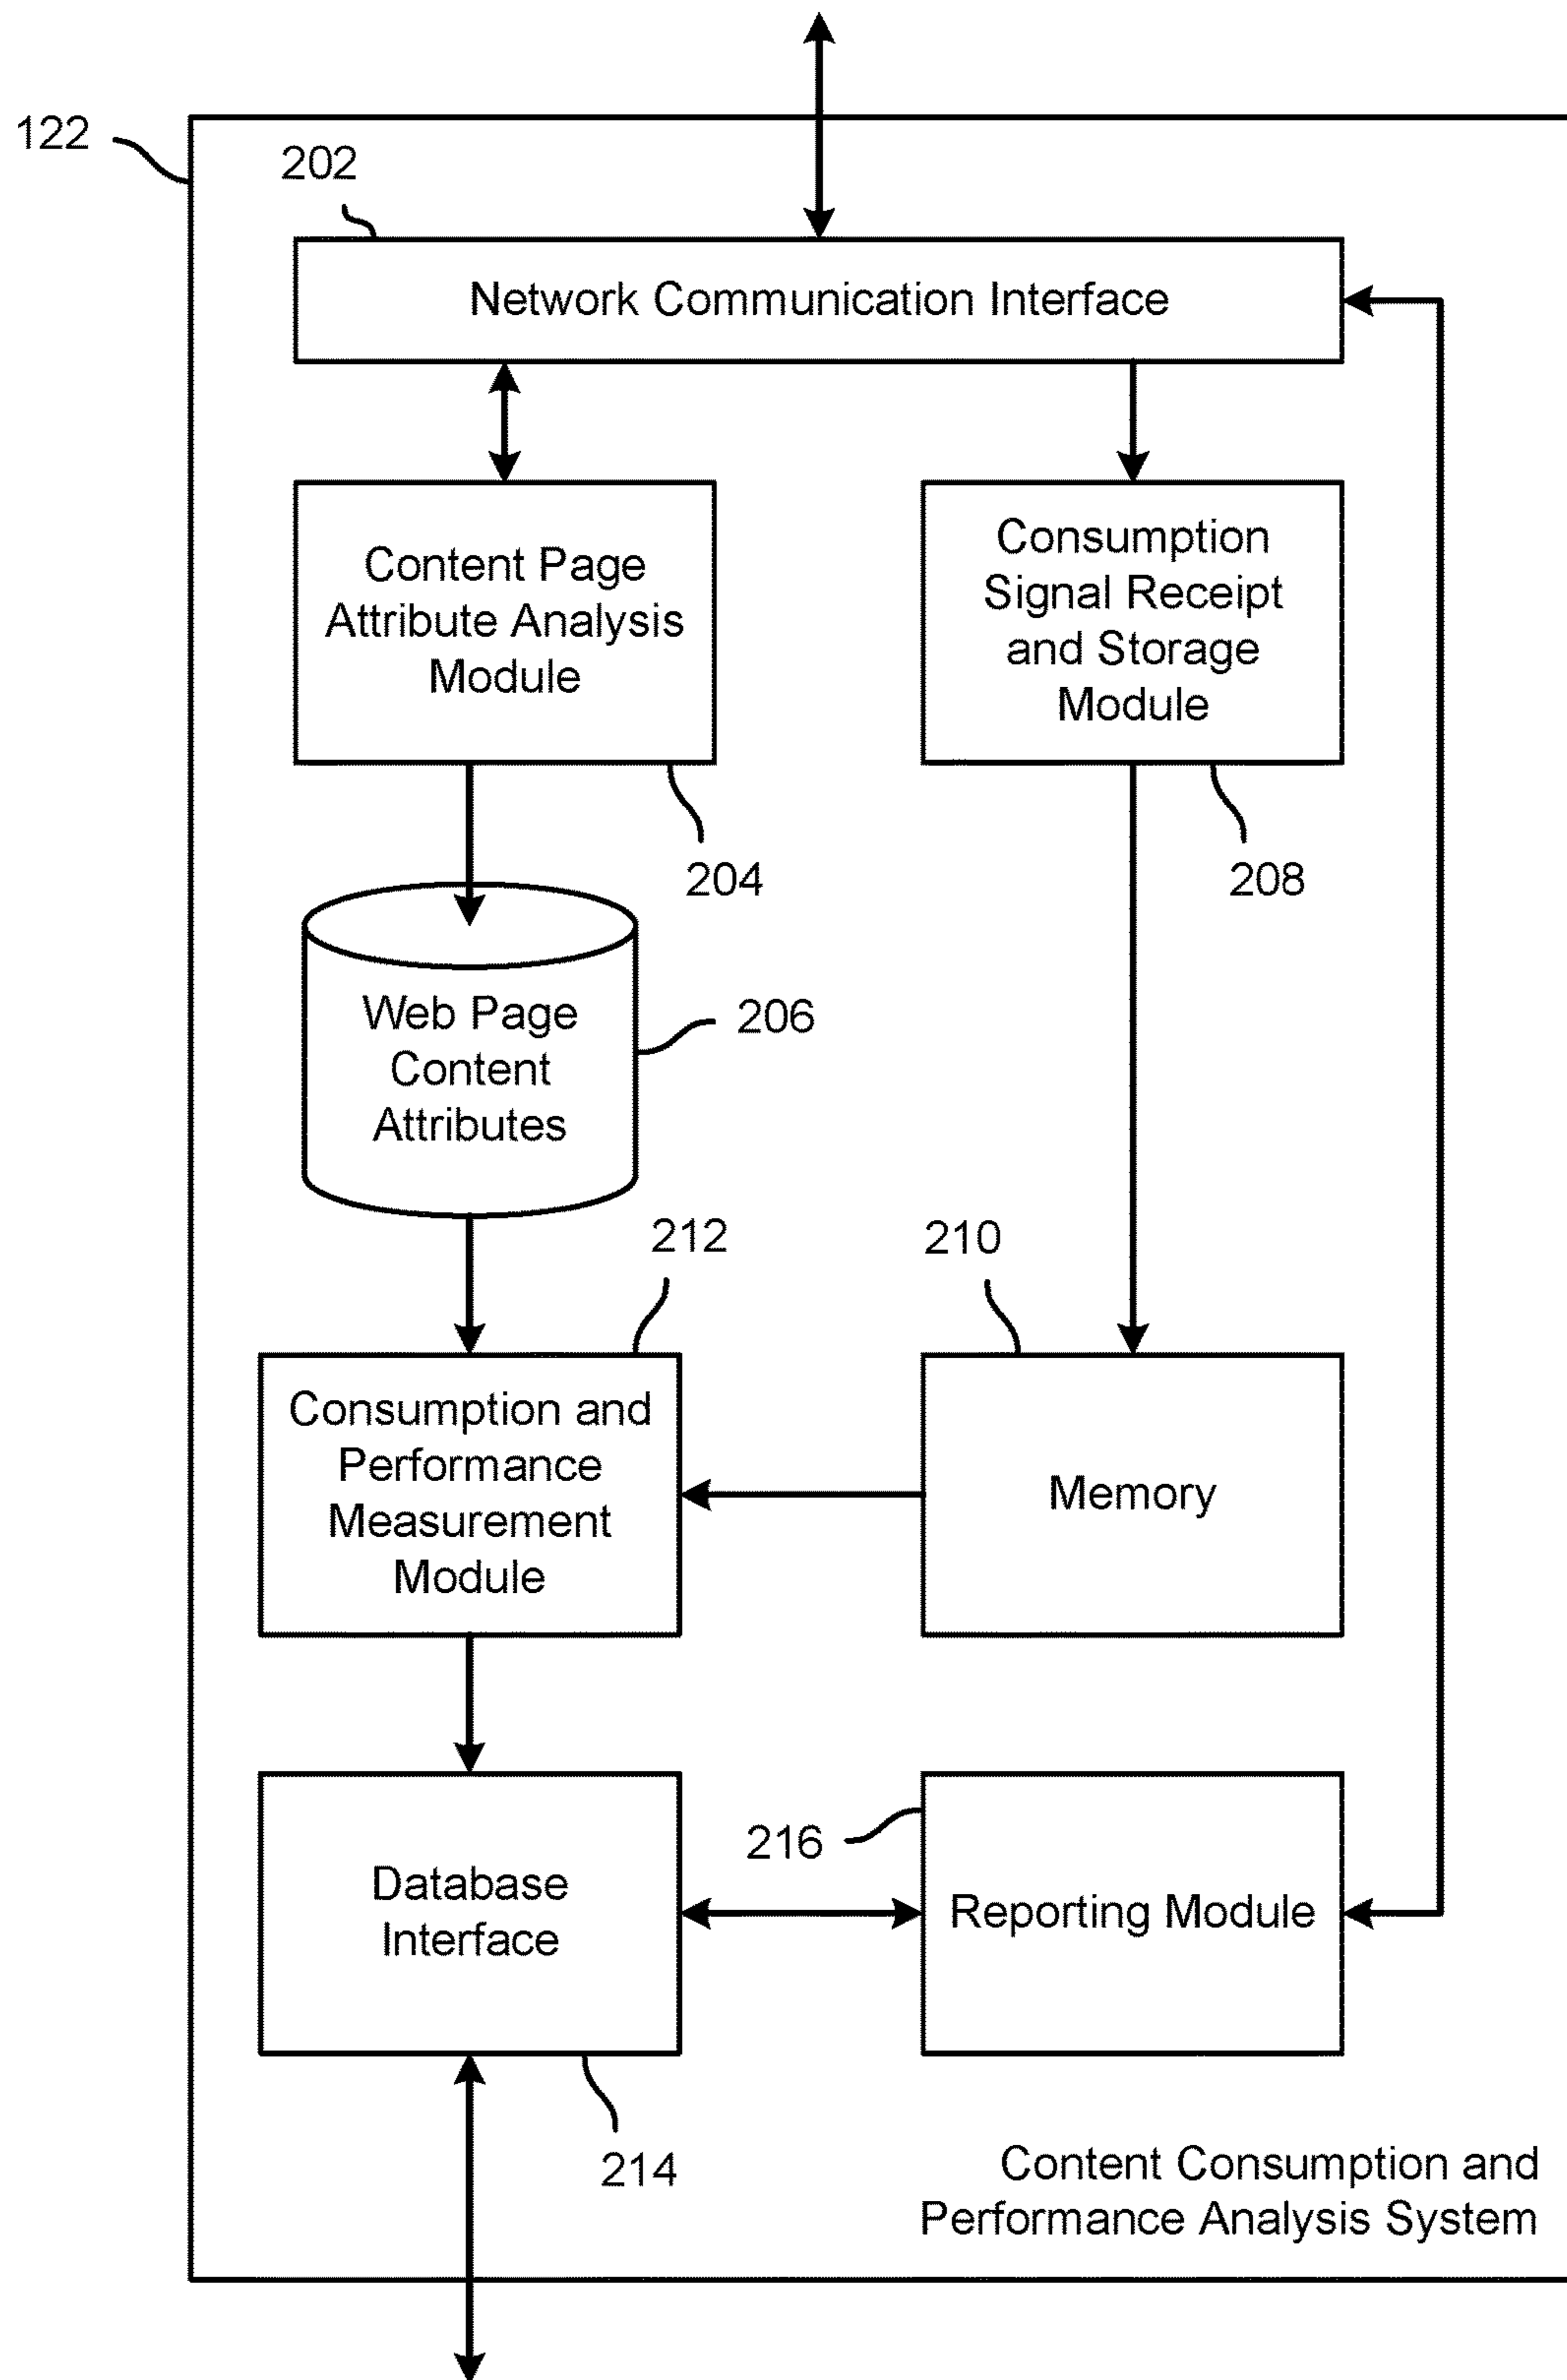 122
202
Network Communication Interface
Content Page
Attribute Analysis
Module
Consumption
Signal Receipt
and Storage
Module
204
208
Web Page
Content
Attributes
206
212
210
Consumption and
Performance
Measurement
Module
Memory
Database
Interface
216
Reporting Module
214
Content Consumption and
Performance Analysis System